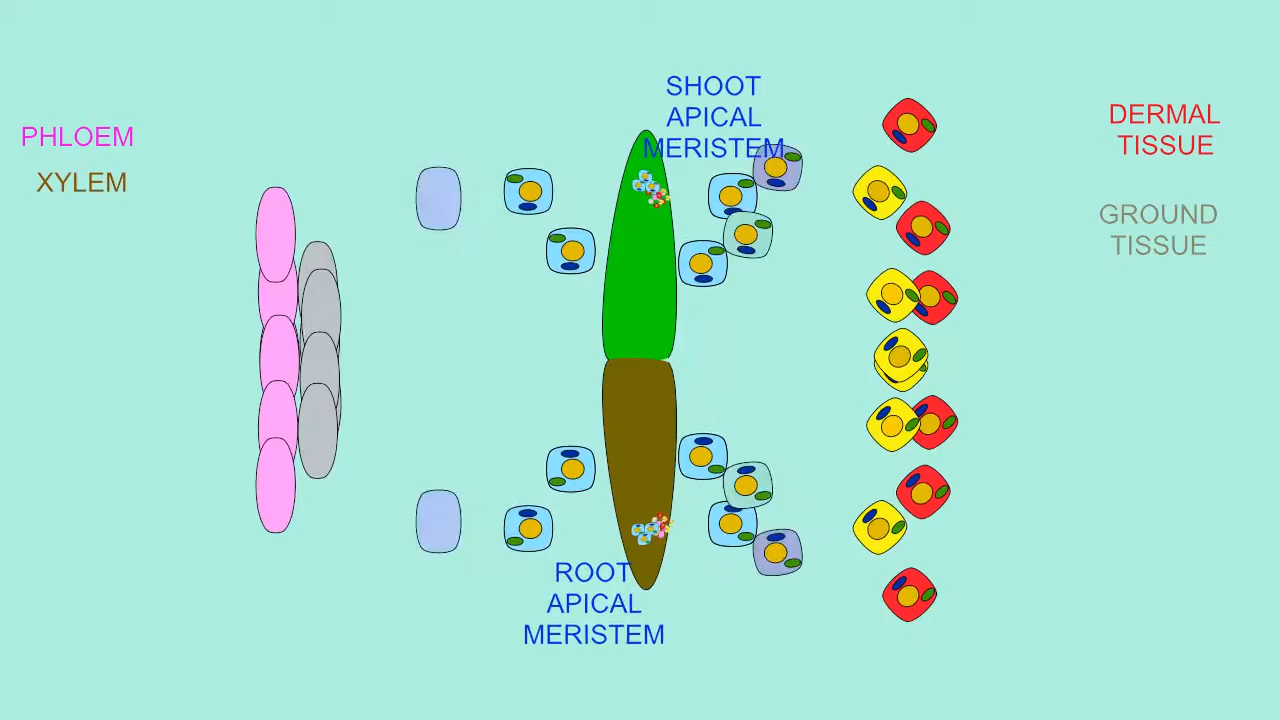 PHLOEM
XYLEM
SHOOT
APICAL
MERISTEM
ROOT
APICAL
MERISTEM
DERMAL
TISSUE
GROUND
TISSUE